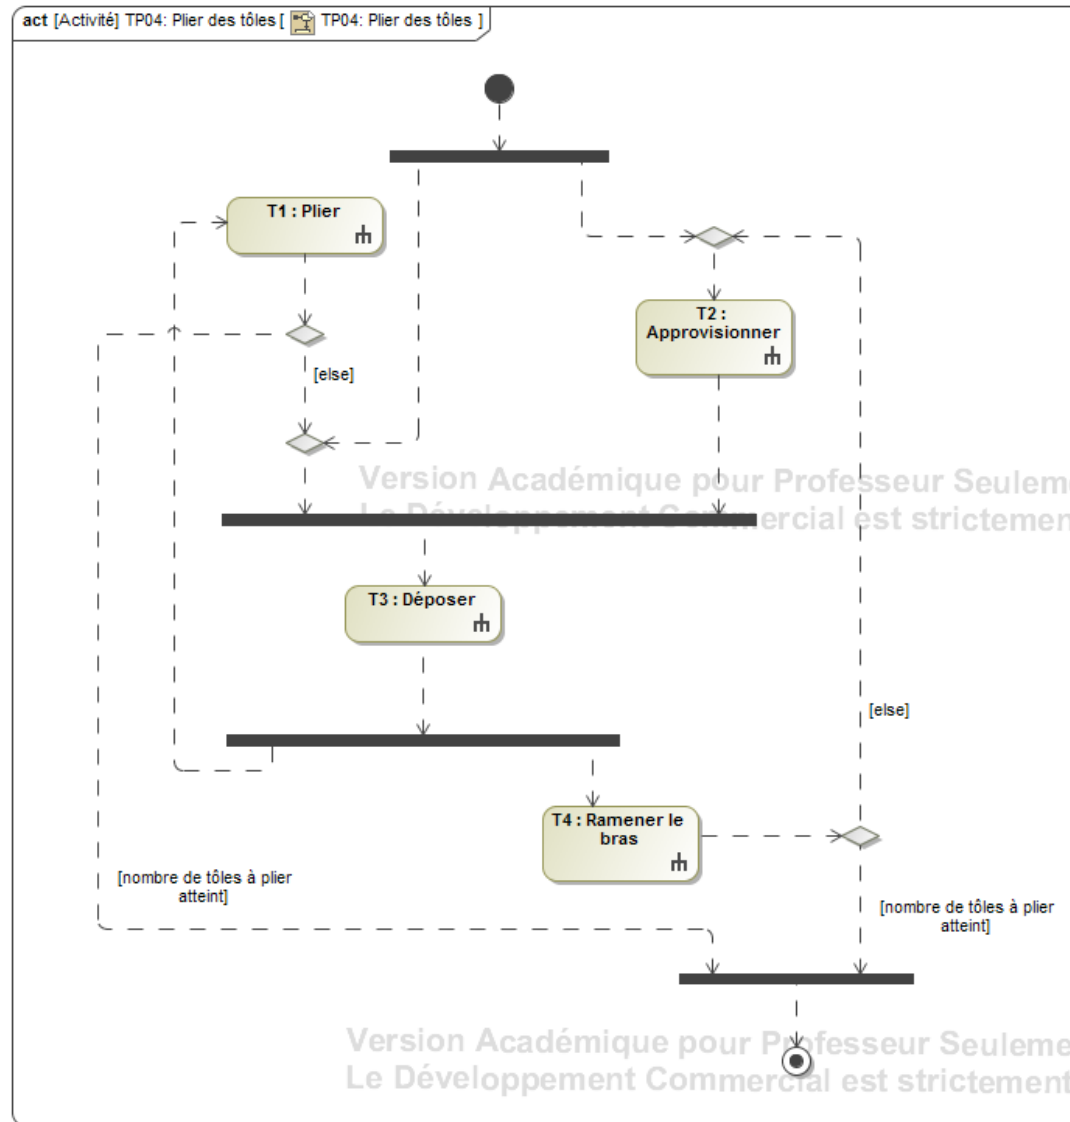 act [Activité] TP04: Plier des tôles [ TP04: Plier des tôles ]
T1 : Plier
T2 :
Approvisionner
[else]
Version Académique pour Professeur Seuleme
Le Développement Commercial est strictement
T3 : Déposer
[else]
T4 : Ramener le
bras
[nombre de tôles à plier
atteint]
[nombre de tôles à plier
atteint]
Version Académique pour Professeur Seuleme
Le Développement Commercial est strictement